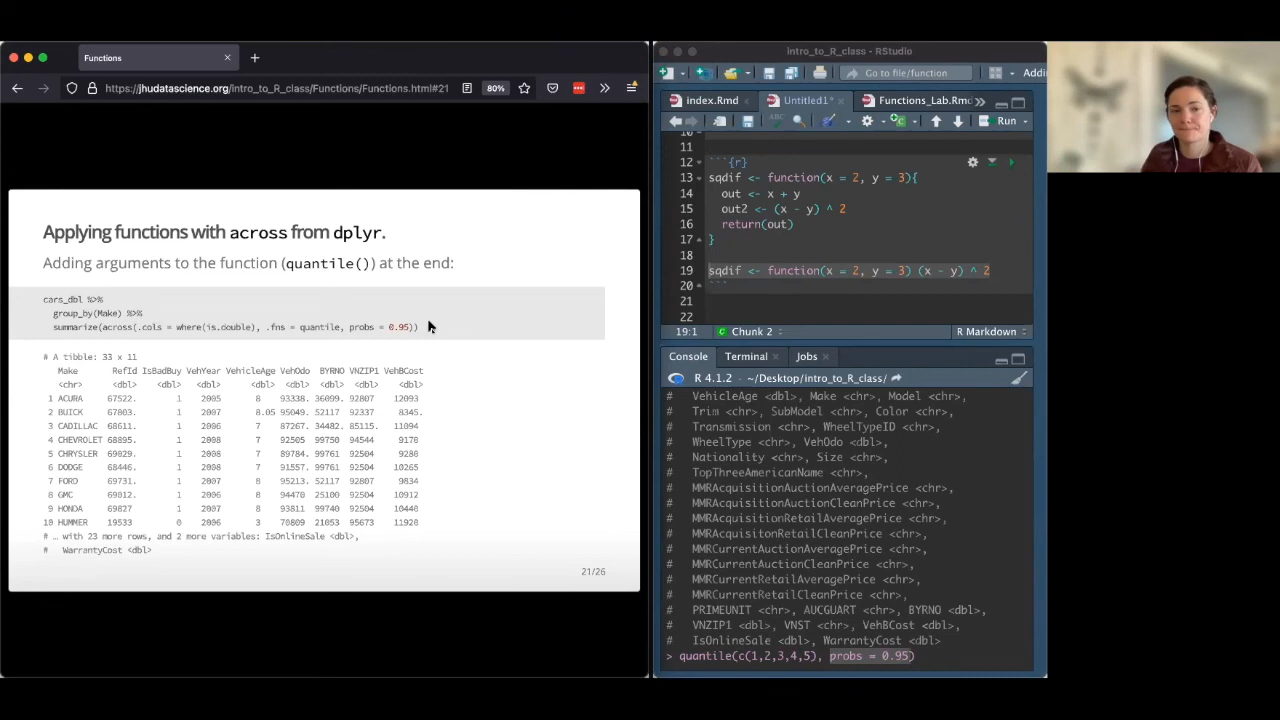 Functions
https://jhudatascience.org/intro_to_R_class/Functions/Functions.html#21
80%
Applying functions with across from dplyr.
Adding arguments to the function (quantile()) at the end:
cars_dbl %>%
group_by(Make) %>%
summarize(across(.cols = where(is.double), .fns = quantile, probs = 0.95))
# A tibble: 33 x 11
Make RefId IsBadBuy VehYear VehicleAge VehOdo BYRNO VNZIP1 VehBCost
<chr> <dbl> <dbl> <dbl> <dbl> <dbl> <dbl> <dbl> <dbl>
1 ACURA 67522. 1 2005 8 93338. 36099. 92807 12093
2 BUICK 67803. 1 2007 8.05 95049. 52117 92337 8345.
3 CADILLAC 68611. 1 2006 7 87267. 34482. 85115. 11094
4 CHEVROLET 68895. 1 2008 7 92505 99750 94544 9170
5 CHRYSLER 69029. 1 2008 7 89784. 99761 92504 9280
6 DODGE 68446. 1 2008 7 91557. 99761 92504 10265
7 FORD 69731. 1 2007 8 95213. 52117 92807 9834
8 GMC 69012. 1 2006 8 94470 25100 92504 10912
9 HONDA 69827 1 2007 8 93811 99740 92504 10440
10 HUMMER 19533 0 2006 3 70809 21053 95673 11920
# … with 23 more rows, and 2 more variables: IsOnlineSale <dbl>,
# WarrantyCost <dbl>
21/26
intro_to_R_class - RStudio
Go to file/function
Addi
index.Rmd Untitled1* Functions_Lab.Rmd
Run
10
11
12 ```{r}
13 sqdif <- function(x = 2, y = 3){
14 out <- x + y
15 out2 <- (x - y) ^ 2
16 return(out)
17 }
18
19 sqdif <- function(x = 2, y = 3) (x - y) ^ 2
20 ```
21
22
19:1 Chunk 2 R Markdown
Console Terminal Jobs
R 4.1.2 · ~/Desktop/intro_to_R_class/
# VehicleAge <dbl>, Make <chr>, Model <chr>,
# Trim <chr>, SubModel <chr>, Color <chr>,
# Transmission <chr>, WheelTypeID <chr>,
# WheelType <chr>, VehOdo <dbl>,
# Nationality <chr>, Size <chr>,
# TopThreeAmericanName <chr>,
# MMRAcquisitionAuctionAveragePrice <chr>,
# MMRAcquisitionAuctionCleanPrice <chr>,
# MMRAcquisitionRetailAveragePrice <chr>,
# MMRAcquisitonRetailCleanPrice <chr>,
# MMRCurrentAuctionAveragePrice <chr>,
# MMRCurrentAuctionCleanPrice <chr>,
# MMRCurrentRetailAveragePrice <chr>,
# MMRCurrentRetailCleanPrice <chr>,
# PRIMEUNIT <chr>, AUCGUART <chr>, BYRNO <dbl>,
# VNZIP1 <dbl>, VNST <chr>, VehBCost <dbl>,
# IsOnlineSale <dbl>, WarrantyCost <dbl>
> quantile(c(1,2,3,4,5), probs = 0.95)